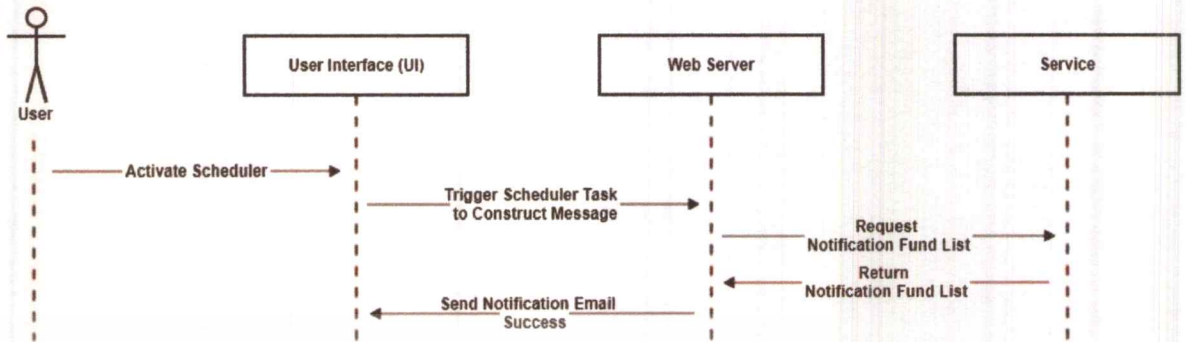 User Interface (UI)
Web Server
Service
User
Activate Scheduler
Trigger Scheduler Task
to Construct Message
Request
Notification Fund List
Return
Notification Fund List
Send Notification Email
Success